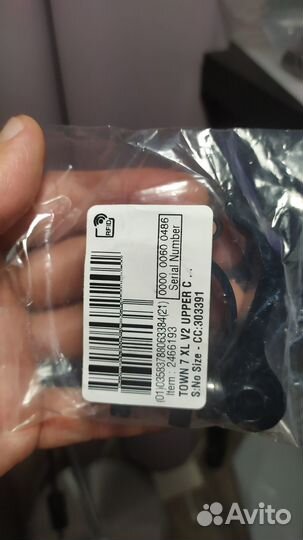 RFID
0000 0060 0486
Serial Number
(01)03583788063384(21)
Item : 2466193
TOWN 7 XL V2 UPPER C
S:No Size - CC:303391
Avito